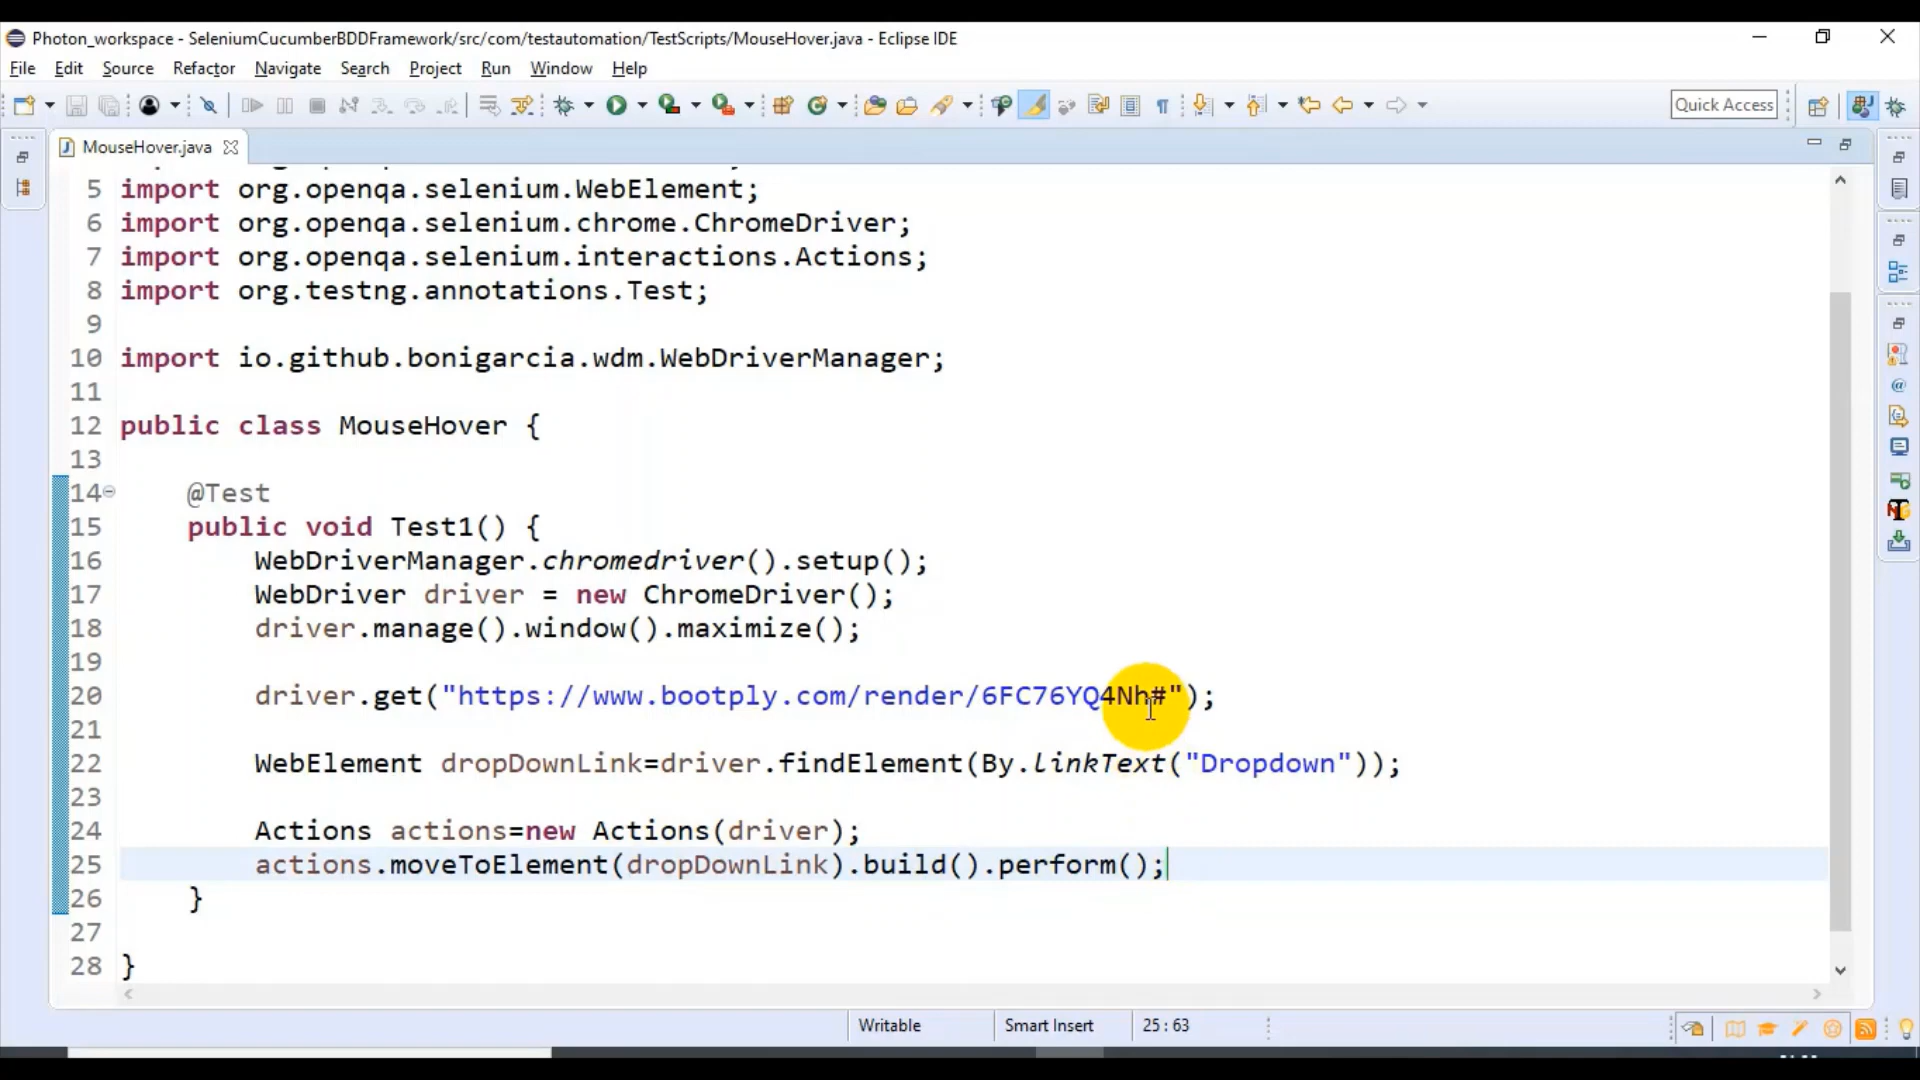 Photon_workspace - SeleniumCucumberBDDFramework/src/com/testautomation/TestScripts/MouseHover.java - Eclipse IDE
File Edit Source Refactor Navigate Search Project Run Window Help
Quick Access
MouseHover.java
5 import org.openqa.selenium.WebElement;
6 import org.openqa.selenium.chrome.ChromeDriver;
7 import org.openqa.selenium.interactions.Actions;
8 import org.testng.annotations.Test;
9
10 import io.github.bonigarcia.wdm.WebDriverManager;
11
12 public class MouseHover {
13
14 @Test
15 public void Test1() {
16 WebDriverManager.chromedriver().setup();
17 WebDriver driver = new ChromeDriver();
18 driver.manage().window().maximize();
19
20 driver.get("https://www.bootply.com/render/6FC76YQ4Nh#");
21
22 WebElement dropDownLink=driver.findElement(By.linkText("Dropdown"));
23
24 Actions actions=new Actions(driver);
25 actions.moveToElement(dropDownLink).build().perform();
26 }
27
28 }
Writable Smart Insert 25 : 63